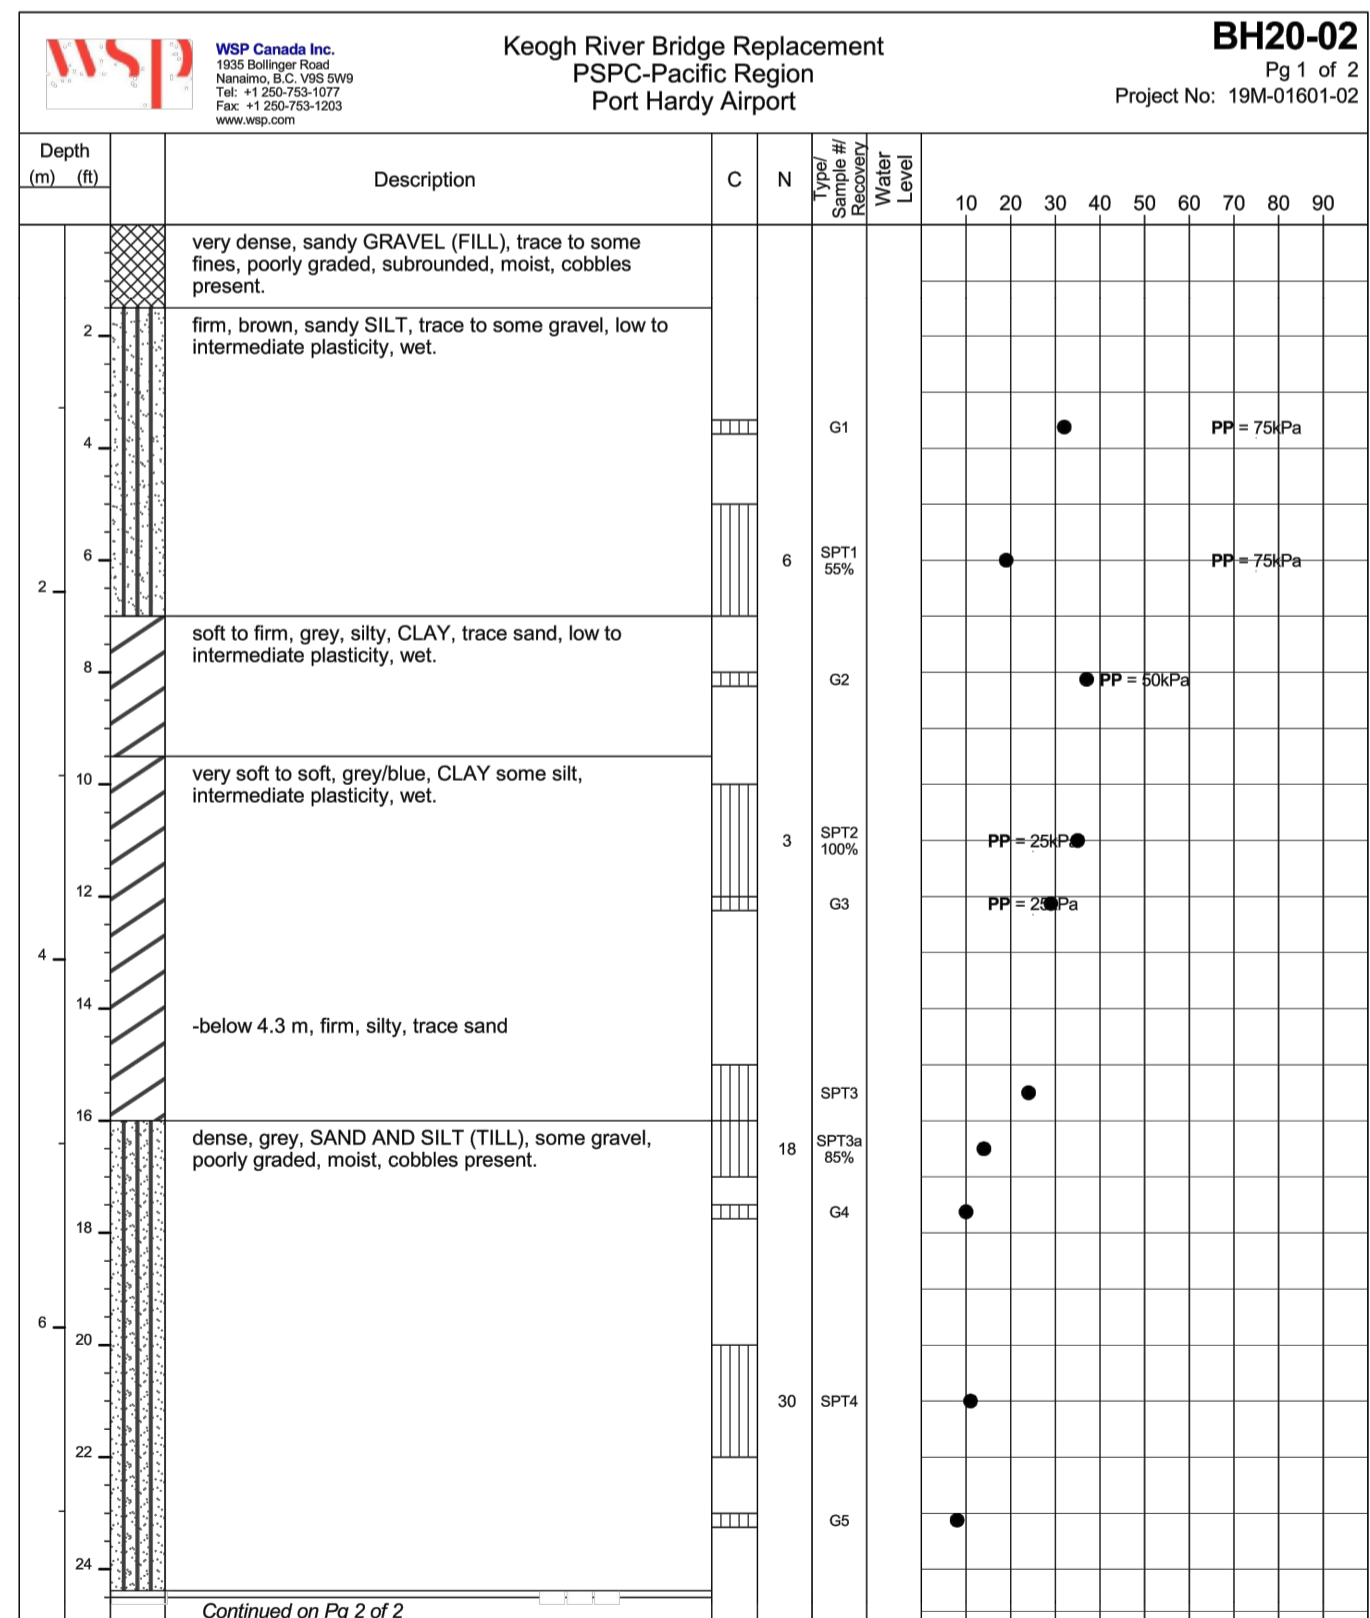 wsp
WSP Canada Inc.
1935 Bollinger Road
Nanaimo, B.C. V9S 5W9
Tel: +1 250-753-1077
Fax: +1 250-753-1203
www.wsp.com
Keogh River Bridge Replacement
PSPC-Pacific Region
Port Hardy Airport
BH20-02
Pg 1 of 2
Project No: 19M-01601-02
Depth
(m) (ft)
Description
C
N
Type/
Sample #/
Recovery
Water
Level
10 20 30 40 50 60 70 80 90
very dense, sandy GRAVEL (FILL), trace to some
fines, poorly graded, subrounded, moist, cobbles
present.
2
firm, brown, sandy SILT, trace to some gravel, low to
intermediate plasticity, wet.
4
G1
PP = 75kPa
6
6
SPT1
55%
PP = 75kPa
2
soft to firm, grey, silty, CLAY, trace sand, low to
intermediate plasticity, wet.
8
G2
PP = 50kPa
10
very soft to soft, grey/blue, CLAY some silt,
intermediate plasticity, wet.
3
SPT2
100%
PP = 25kPa
12
G3
PP = 25kPa
4
14
-below 4.3 m, firm, silty, trace sand
SPT3
16
dense, grey, SAND AND SILT (TILL), some gravel,
poorly graded, moist, cobbles present.
18
SPT3a
85%
G4
18
6
20
30
SPT4
22
G5
24
Continued on Pg 2 of 2